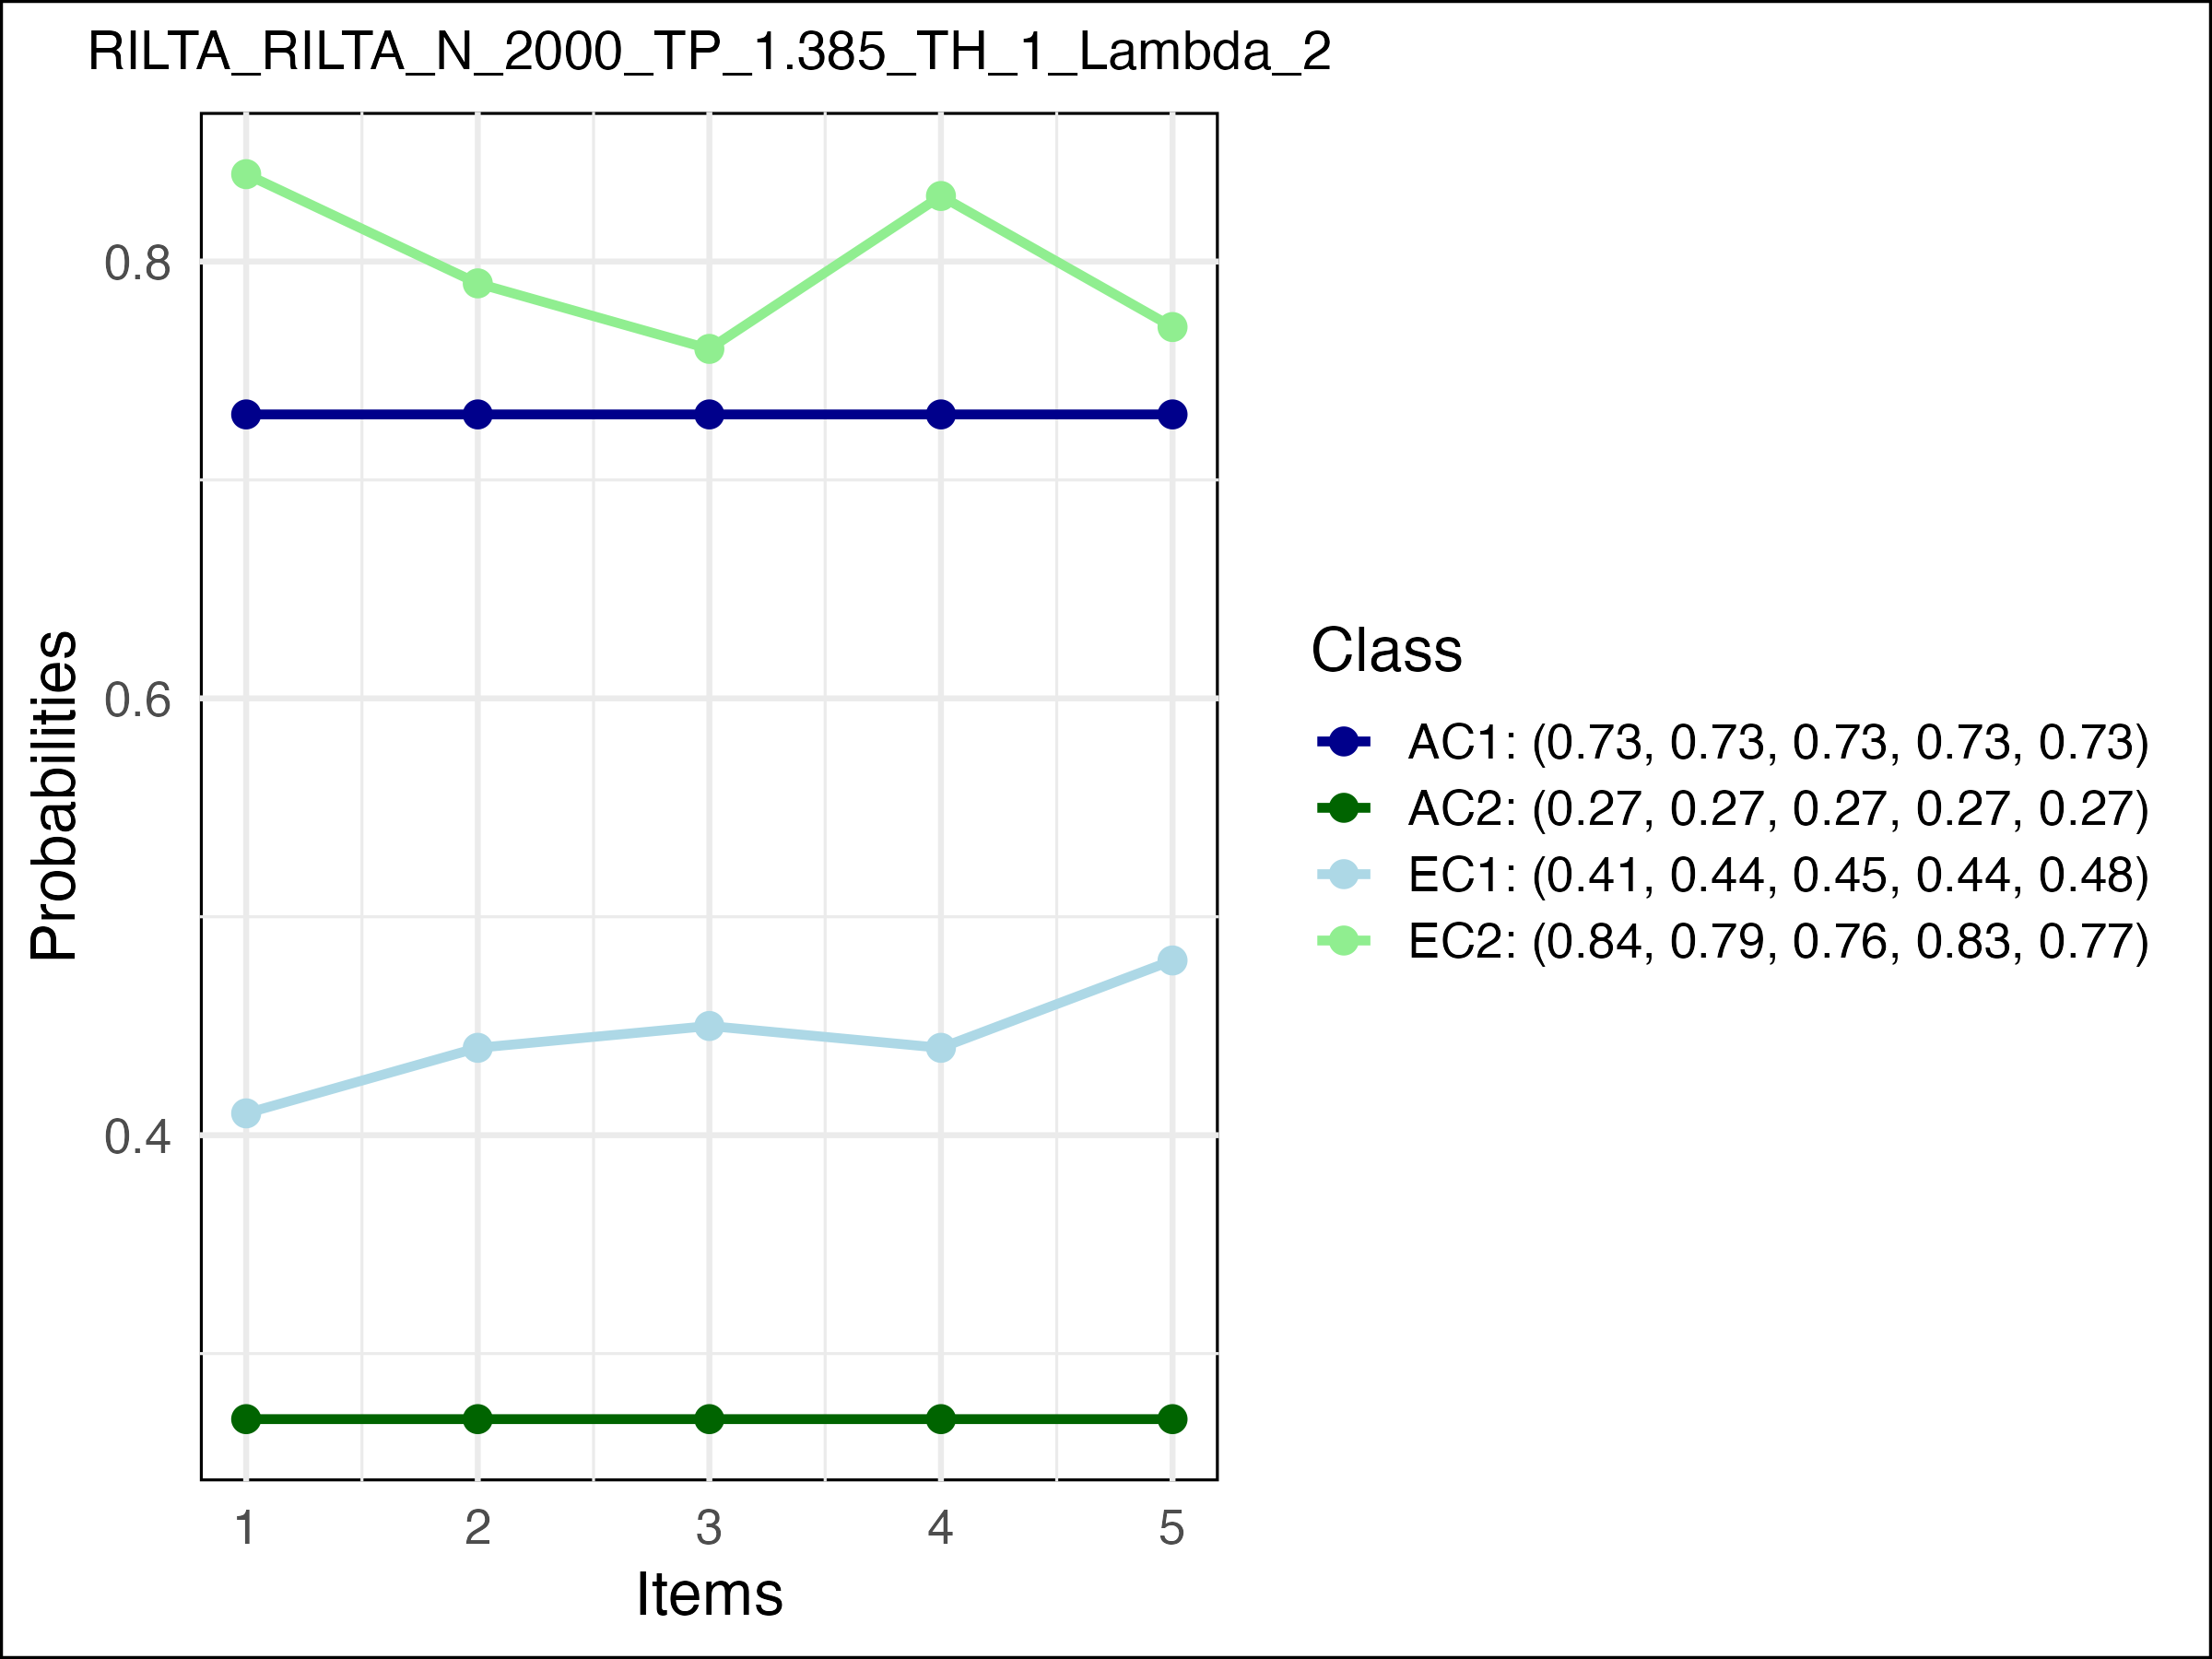 RILTA_RILTA_N_2000_TP_1.385_TH_1_Lambda_2
Probabilities
0.8
0.6
0.4
1 2 3 4 5
Items
Class
AC1: (0.73, 0.73, 0.73, 0.73, 0.73)
AC2: (0.27, 0.27, 0.27, 0.27, 0.27)
EC1: (0.41, 0.44, 0.45, 0.44, 0.48)
EC2: (0.84, 0.79, 0.76, 0.83, 0.77)